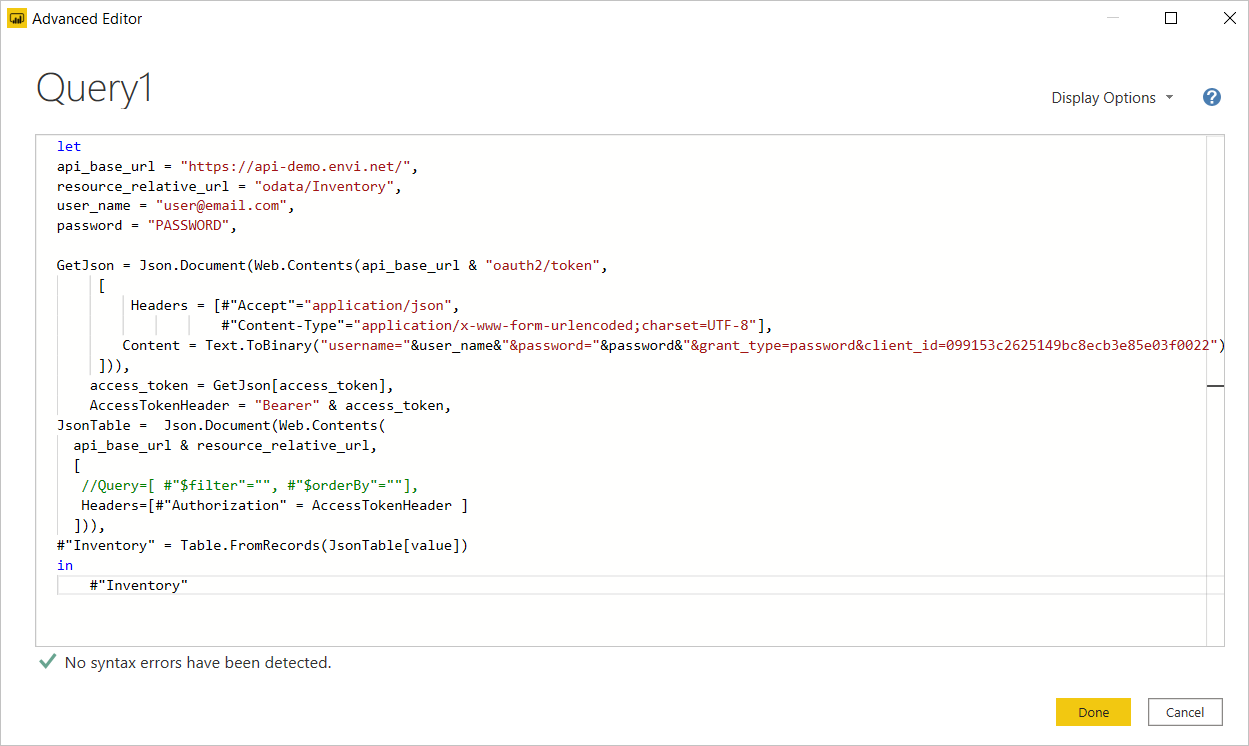 Advanced Editor
Query1
Display Options
?
let
api_base_url = "https://api-demo.envi.net/",
resource_relative_url = "odata/Inventory",
user_name = "user@email.com",
password = "PASSWORD",
GetJson = Json.Document(Web.Contents(api_base_url & "oauth2/token",
[
Headers = [#"Accept"="application/json",
#"Content-Type"="application/x-www-form-urlencoded;charset=UTF-8"],
Content = Text.ToBinary("username="&user_name&"&password="&password&"&grant_type=password&client_id=099153c2625149bc8ecb3e85e03f0022")
])),
access_token = GetJson[access_token],
AccessTokenHeader = "Bearer" & access_token,
JsonTable =  Json.Document(Web.Contents(
api_base_url & resource_relative_url,
[
//Query=[ #"$filter"="", #"$orderBy"=""],
Headers=[#"Authorization" = AccessTokenHeader ]
])),
#"Inventory" = Table.FromRecords(JsonTable[value])
in
#"Inventory"
No syntax errors have been detected.
Done
Cancel